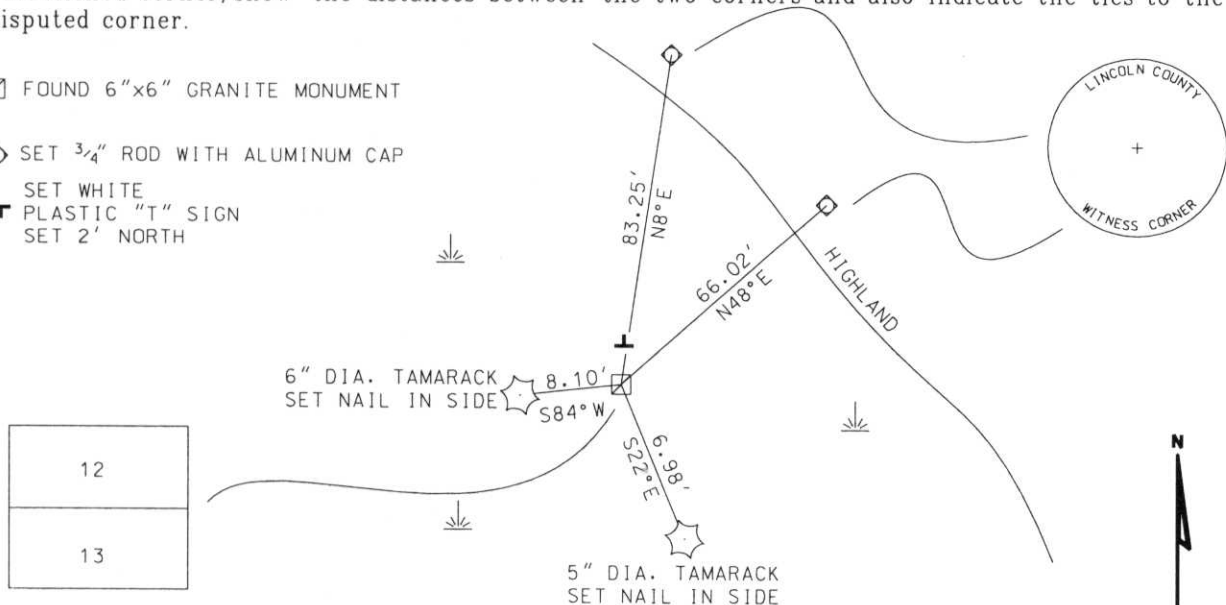 isputed corner.
FOUND 6"x6" GRANITE MONUMENT
SET 3/4" ROD WITH ALUMINUM CAP
SET WHITE
PLASTIC "T" SIGN
SET 2' NORTH
LINCOLN COUNTY
WITNESS CORNER
83.25'
N8°E
66.02'
N48°E
HIGHLAND
6" DIA. TAMARACK
SET NAIL IN SIDE
8.10'
S84°W
6.98'
S22°E
12
13
5" DIA. TAMARACK
SET NAIL IN SIDE
N